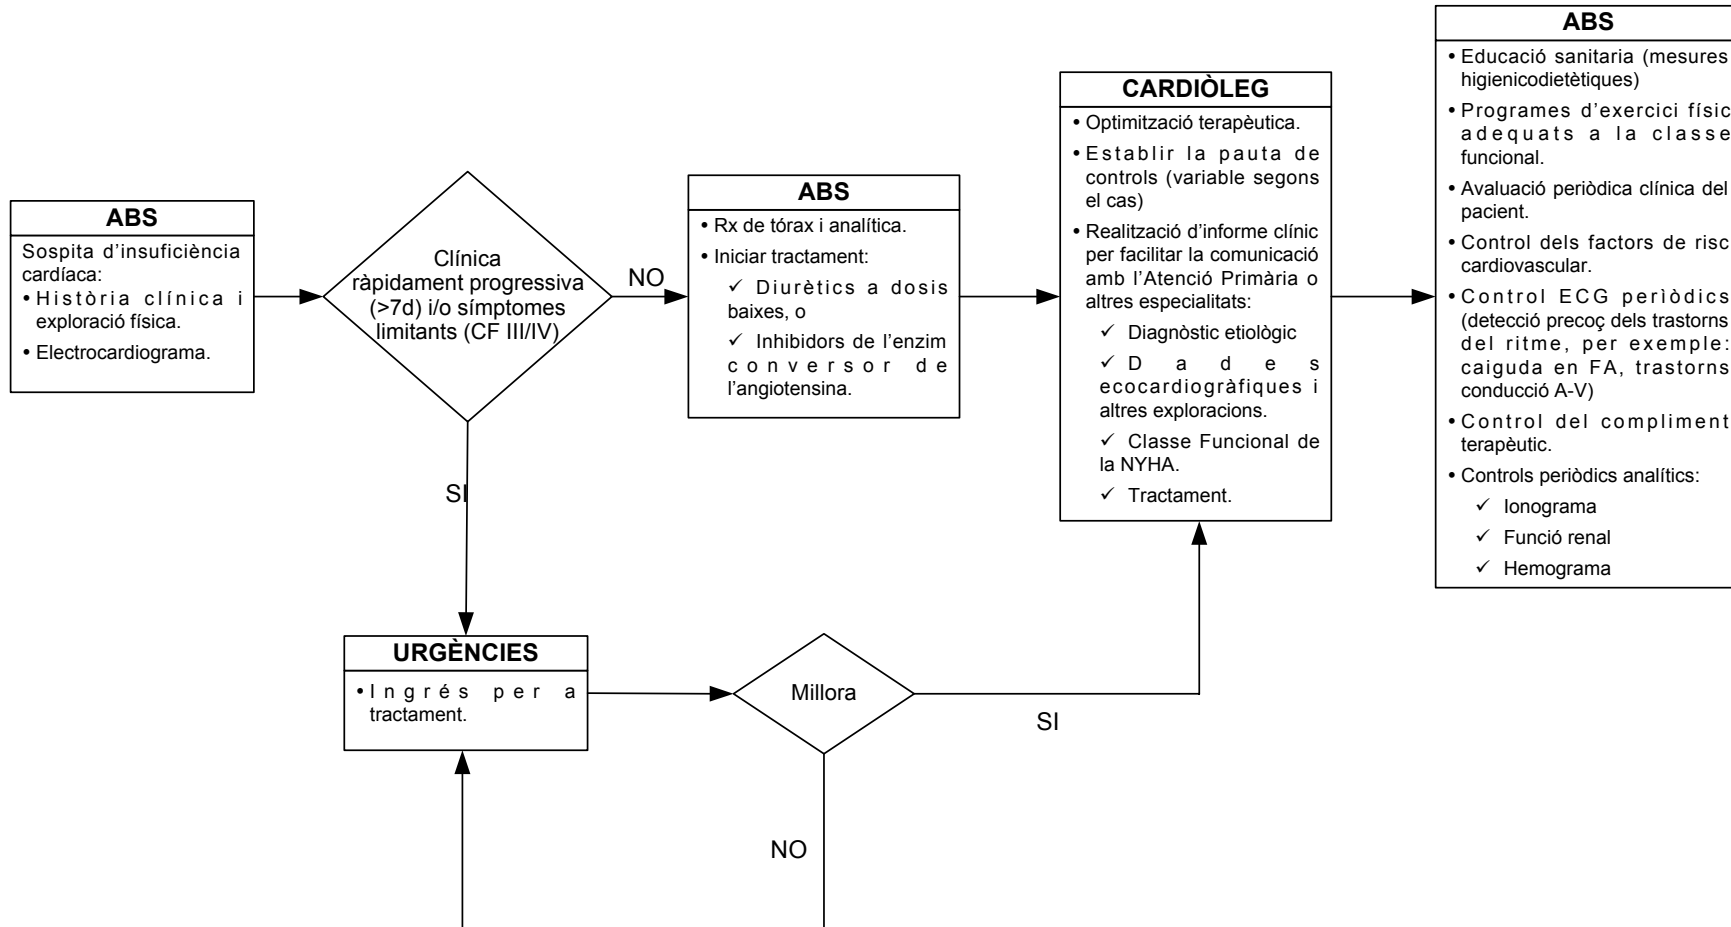 ABS
Sospita d'insuficiència
cardíaca:
• Història clínica i
exploració física.
• Electrocardiograma.
Clínica
ràpidament progressiva
(>7d) i/o símptomes
limitants (CF III/IV)
NO
SI
ABS
• Rx de tórax i analítica.
• Iniciar tractament:
✓ Diurètics a dosis
baixes, o
✓ Inhibidors de l'enzim
conversor de
l'angiotensina.
CARDIÒLEG
• Optimització terapèutica.
• Establir la pauta de
controls (variable segons
el cas)
• Realització d'informe clínic
per facilitar la comunicació
amb l'Atenció Primària o
altres especialitats:
✓ Diagnòstic etiològic
✓ Dades
ecocardiogràfiques i
altres exploracions.
✓ Classe Funcional de
la NYHA.
✓ Tractament.
ABS
• Educació sanitaria (mesures
higienicodietètiques)
• Programes d'exercici físic
adequats a la classe
funcional.
• Avaluació periòdica clínica del
pacient.
• Control dels factors de risc
cardiovascular.
• Control ECG perìòdics
(detecció precoç dels trastorns
del ritme, per exemple:
caiguda en FA, trastorns
conducció A-V)
• Control del compliment
terapèutic.
• Controls periòdics analítics:
✓ Ionograma
✓ Funció renal
✓ Hemograma
URGÈNCIES
• Ingrés per a
tractament.
Millora
SI
NO